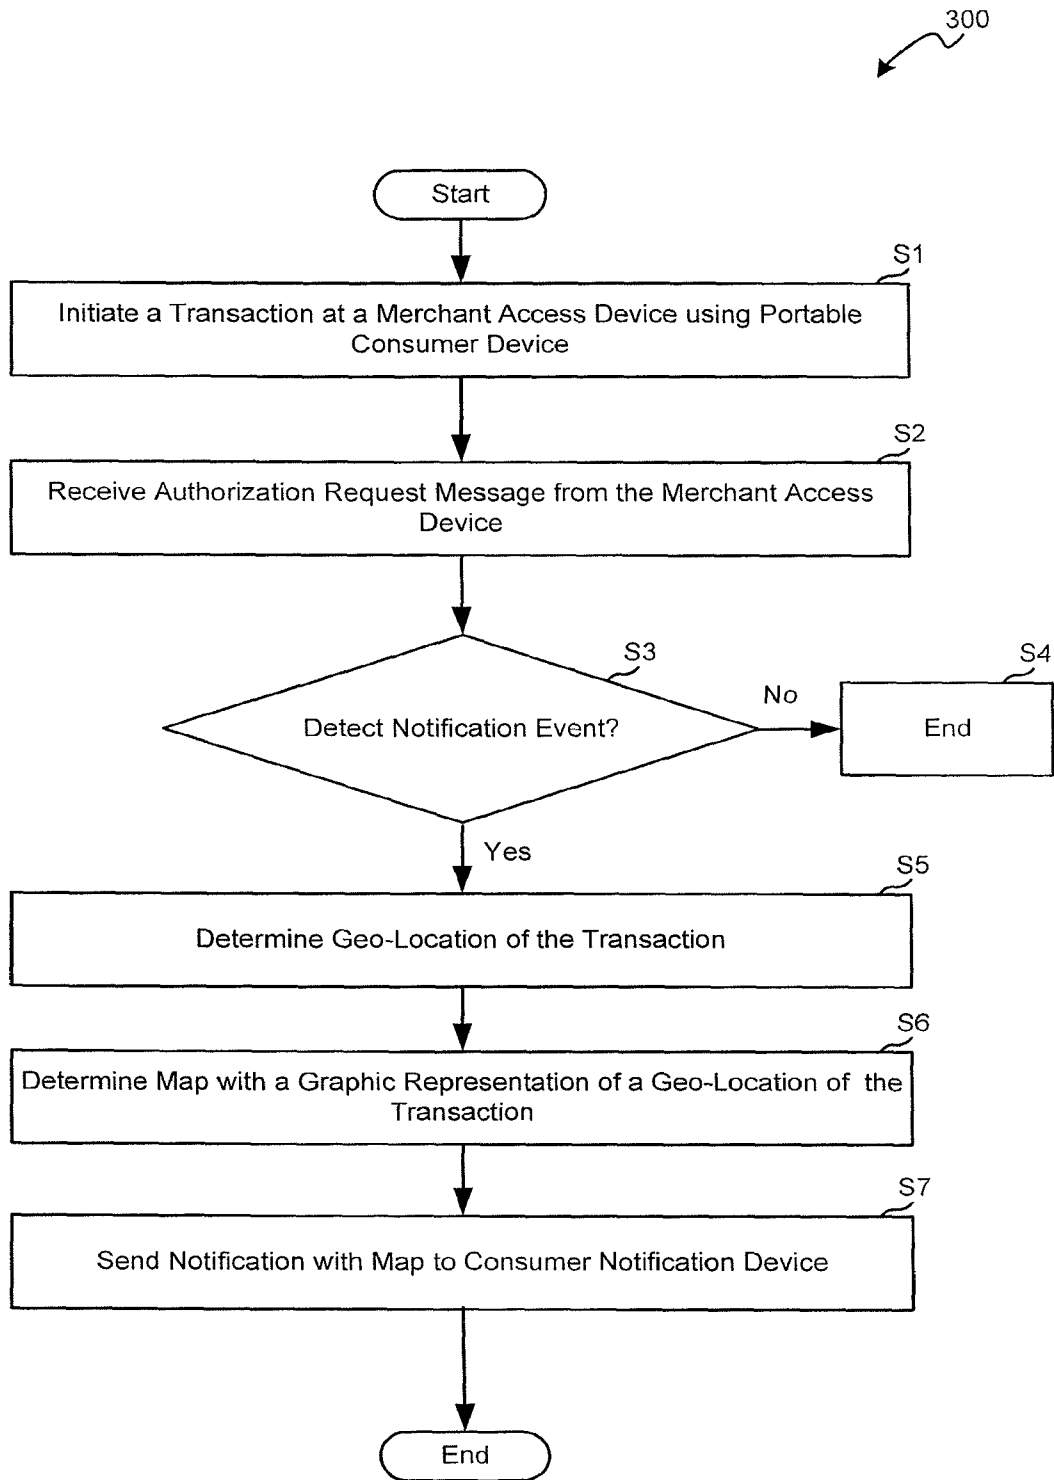 300
Start
S1
Initiate a Transaction at a Merchant Access Device using Portable
Consumer Device
S2
Receive Authorization Request Message from the Merchant Access
Device
S3
Detect Notification Event?
No
S4
End
Yes
S5
Determine Geo-Location of the Transaction
S6
Determine Map with a Graphic Representation of a Geo-Location of the
Transaction
S7
Send Notification with Map to Consumer Notification Device
End